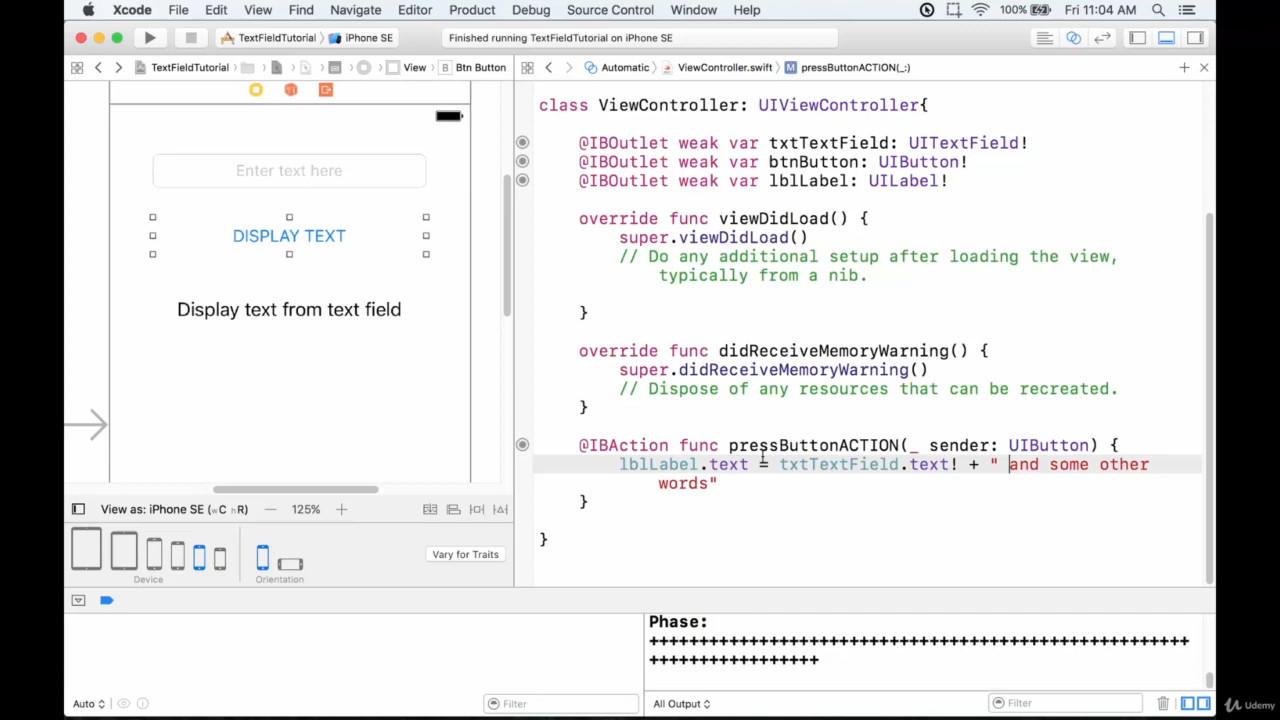 Xcode File Edit View Find Navigate Editor Product Debug Source Control Window Help 100% Fri 11:04 AM
TextFieldTutorial iPhone SE Finished running TextFieldTutorial on iPhone SE
TextFieldTutorial View B Btn Button Automatic ViewController.swift M pressButtonACTION(_:)
class ViewController: UIViewController{
@IBOutlet weak var txtTextField: UITextField!
@IBOutlet weak var btnButton: UIButton!
@IBOutlet weak var lblLabel: UILabel!
override func viewDidLoad() {
super.viewDidLoad()
// Do any additional setup after loading the view,
typically from a nib.
}
override func didReceiveMemoryWarning() {
super.didReceiveMemoryWarning()
// Dispose of any resources that can be recreated.
}
@IBAction func pressButtonACTION(_ sender: UIButton) {
lblLabel.text = txtTextField.text! + " and some other
words"
}
}
Enter text here
DISPLAY TEXT
Display text from text field
View as: iPhone SE (wC hR) — 125% +
Device
Orientation
Vary for Traits
Phase:
++++++++++++++++++++++++++++++++++++++++++++++++++++++
+++++++++++++++++
Auto Filter All Output Filter
Udemy